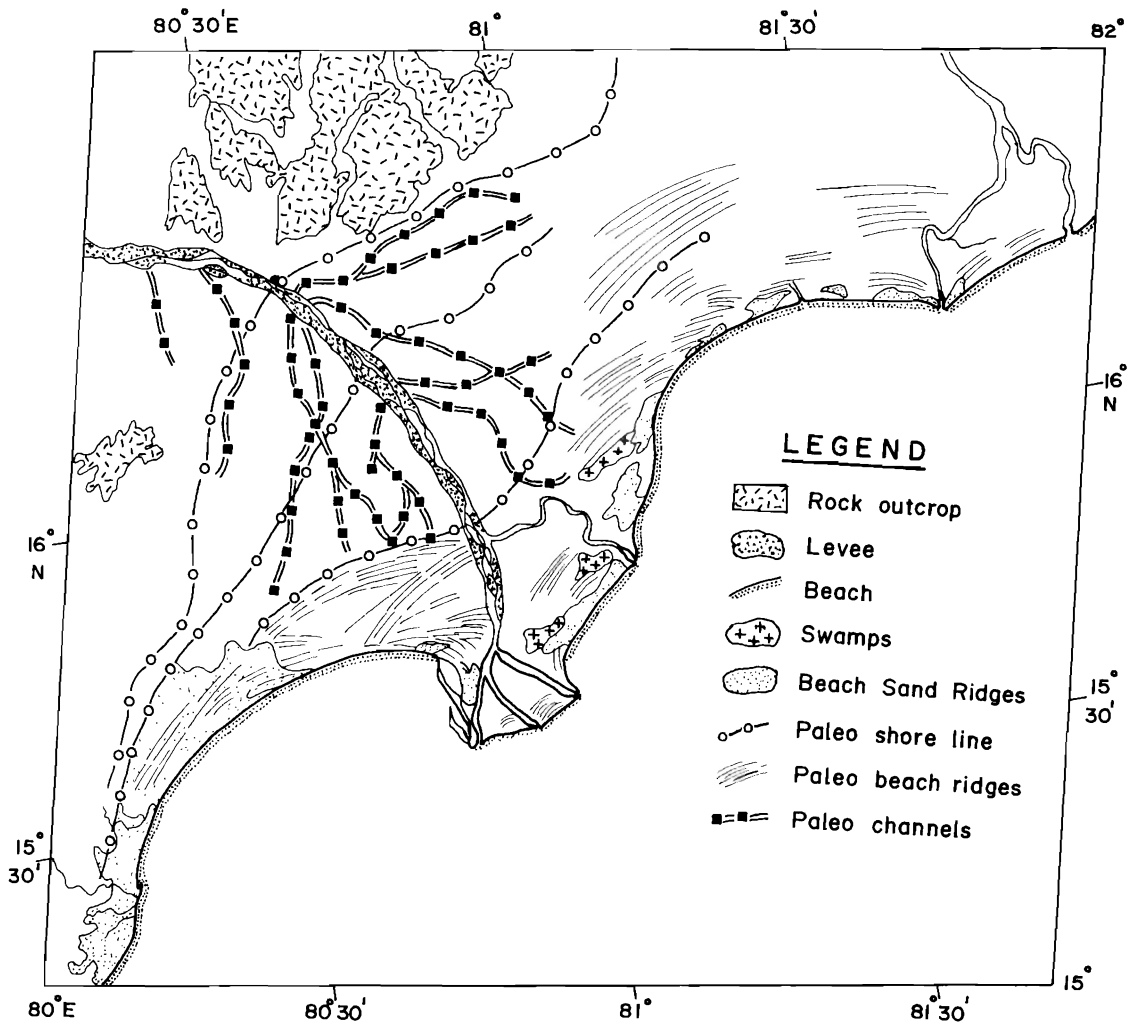 80°30'E
81°
81°30'
82°
16°
N
LEGEND
Rock outcrop
Levee
Beach
Swamps
Beach Sand Ridges
Paleo shore line
Paleo beach ridges
Paleo channels
16°
N
15°
30'
15°
30'
15°
80°E
80°30'
81°
81°30'